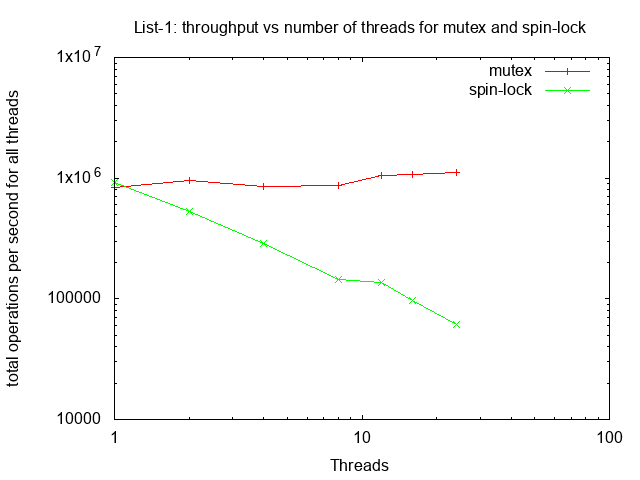 List-1: throughput vs number of threads for mutex and spin-lock
total operations per second for all threads
1x10^7
1x10^6
100000
10000
mutex
spin-lock
1
10
100
Threads